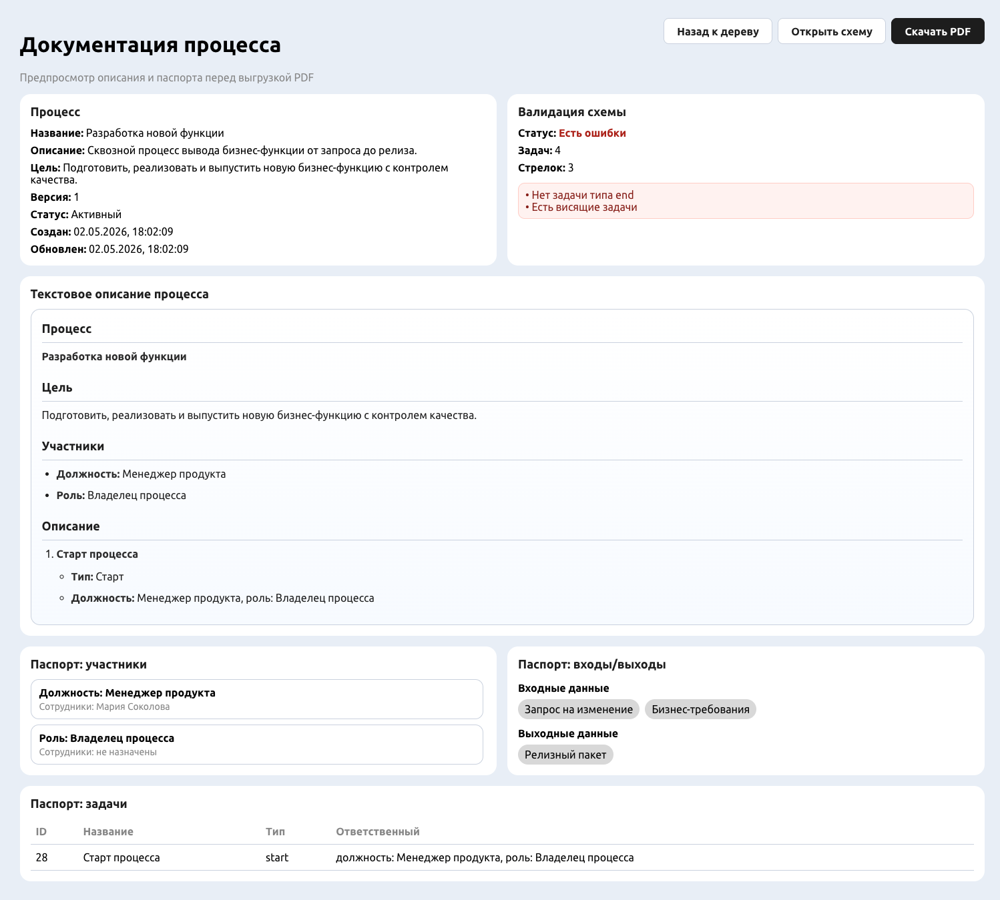 Назад к дереву
Открыть схему
Скачать PDF
Документация процесса
Предпросмотр описания и паспорта перед выгрузкой PDF
Процесс
Название: Разработка новой функции
Описание: Сквозной процесс вывода бизнес-функции от запроса до релиза.
Цель: Подготовить, реализовать и выпустить новую бизнес-функцию с контролем
качества.
Версия: 1
Статус: Активный
Создан: 02.05.2026, 18:02:09
Обновлен: 02.05.2026, 18:02:09
Валидация схемы
Статус: Есть ошибки
Задач: 4
Стрелок: 3
• Нет задачи типа end
• Есть висящие задачи
Текстовое описание процесса
Процесс
Разработка новой функции
Цель
Подготовить, реализовать и выпустить новую бизнес-функцию с контролем качества.
Участники
• Должность: Менеджер продукта
• Роль: Владелец процесса
Описание
1. Старт процесса
◦ Тип: Старт
◦ Должность: Менеджер продукта, роль: Владелец процесса
Паспорт: участники
Должность: Менеджер продукта
Сотрудники: Мария Соколова
Роль: Владелец процесса
Сотрудники: не назначены
Паспорт: входы/выходы
Входные данные
Запрос на изменение Бизнес-требования
Выходные данные
Релизный пакет
Паспорт: задачи
ID Название Тип Ответственный
28 Старт процесса start должность: Менеджер продукта, роль: Владелец процесса